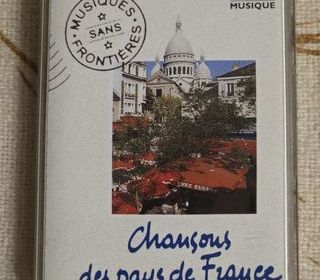 MUSIQUE
MUSIQUES
SANS
FRONTIÈRES
Chansons
des pays de France